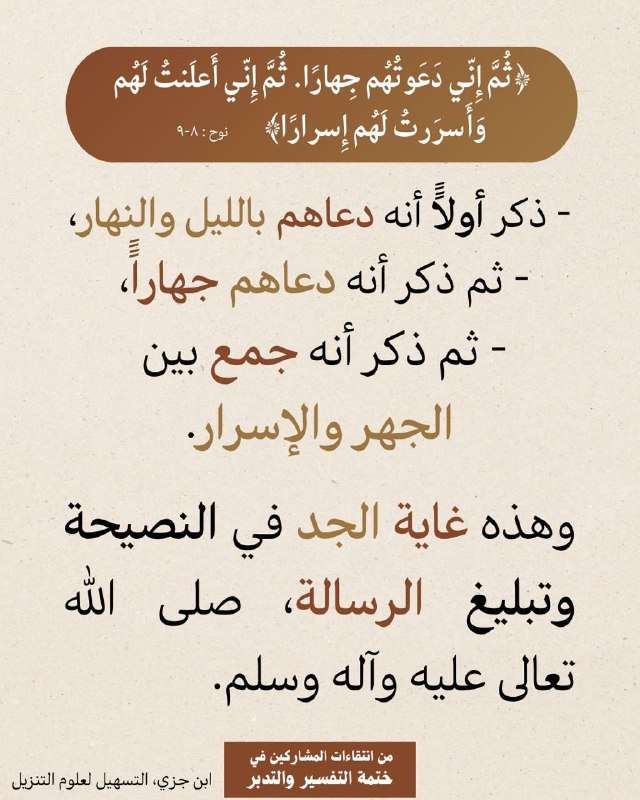 ﴿ثُمَّ إِنّي دَعَوتُهُم جِهارًا. ثُمَّ إِنّي أَعلَنتُ لَهُم
وَأَسرَرتُ لَهُم إِسرارًا﴾ نوح : ٨-٩
- ذكر أولاً أنه دعاهم بالليل والنهار،
- ثم ذكر أنه دعاهم جهاراً،
- ثم ذكر أنه جمع بين
الجهر والإسرار.
وهذه غاية الجد في النصيحة
وتبليغ الرسالة، صلى الله
تعالى عليه وآله وسلم.
من انتقاءات المشاركين في
ختمة التفسير والتدبر
ابن جزي، التسهيل لعلوم التنزيل